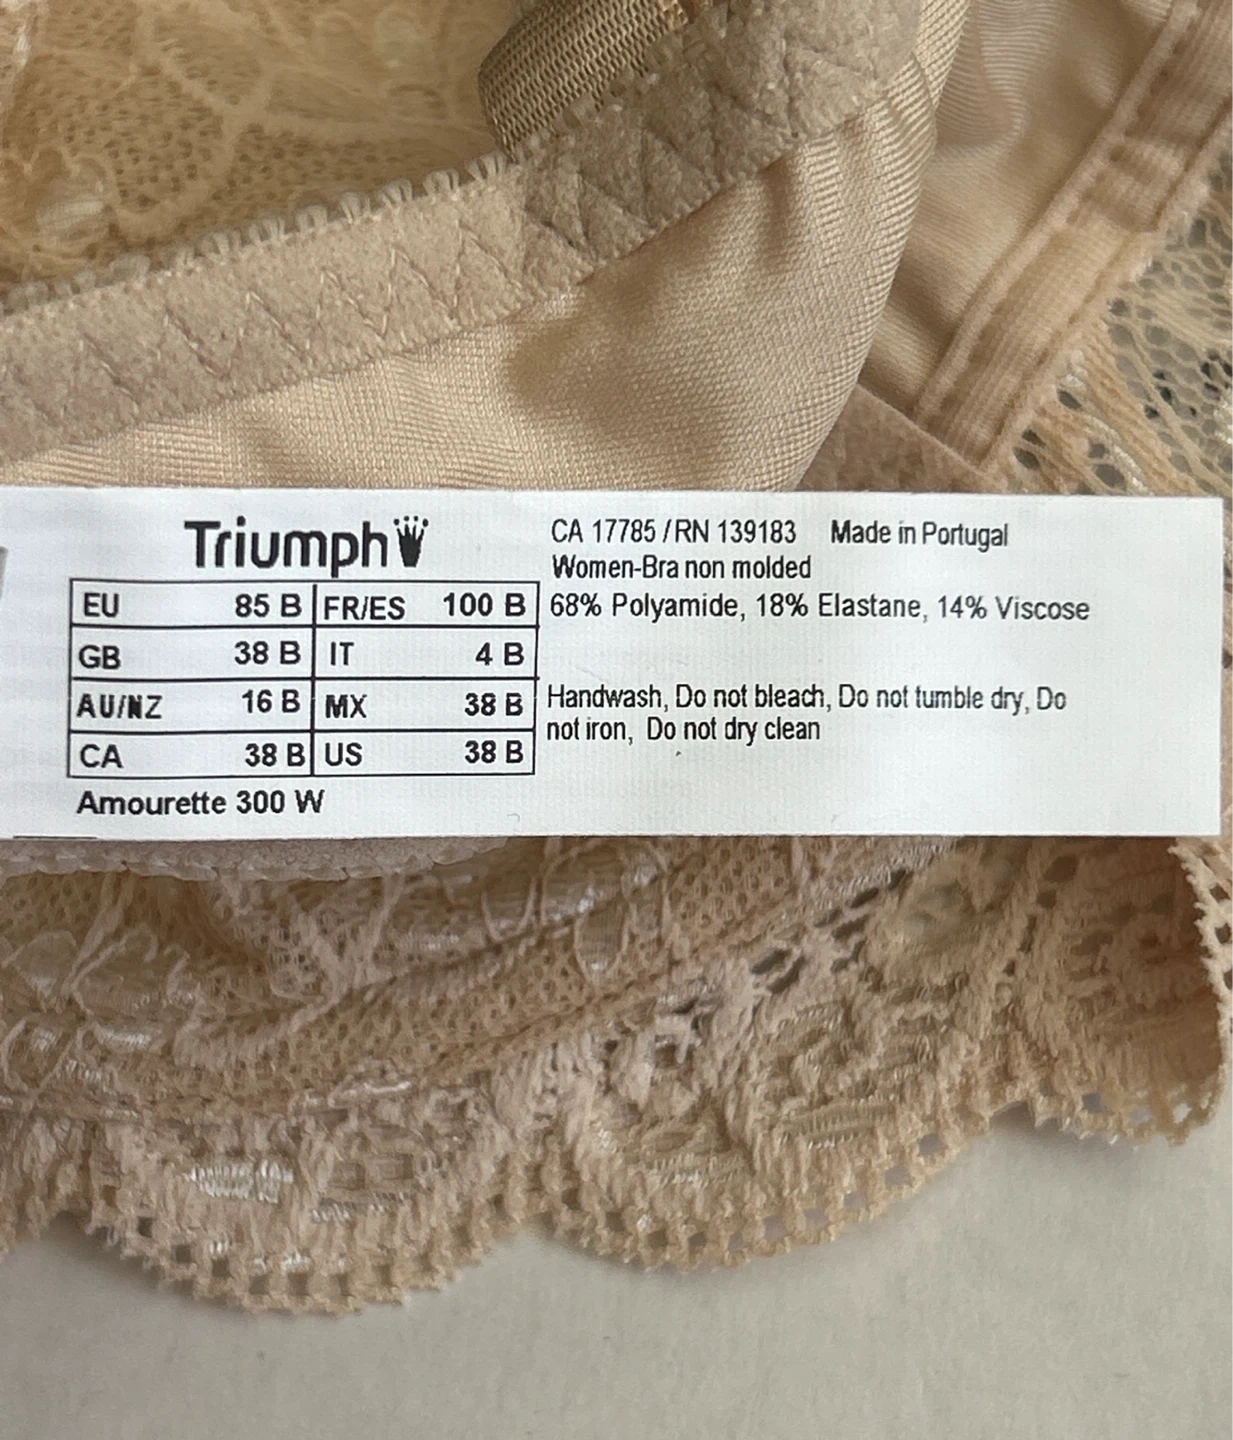 Triumph
EU 85 B FR/ES 100 B
GB 38 B IT 4 B
AU/NZ 16 B MX 38 B
CA 38 B US 38 B
Amourette 300 W
CA 17785 / RN 139183 Made in Portugal
Women-Bra non molded
68% Polyamide, 18% Elastane, 14% Viscose
Handwash, Do not bleach, Do not tumble dry, Do
not iron, Do not dry clean